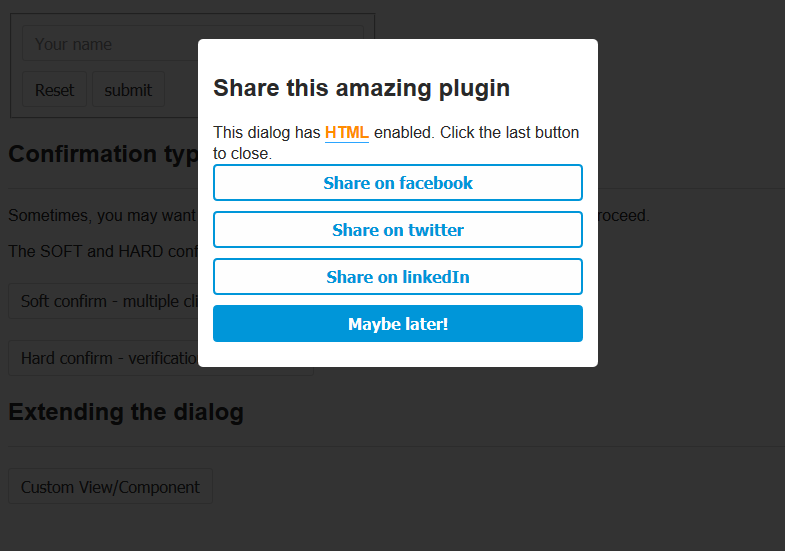 Your name
Reset submit
Confirmation typ
Sometimes, you may want
roceed.
The SOFT and HARD conf
Soft confirm - multiple cli
Hard confirm - verificatio
Extending the dialog
Custom View/Component
Share this amazing plugin
This dialog has HTML enabled. Click the last button
to close.
Share on facebook
Share on twitter
Share on linkedIn
Maybe later!